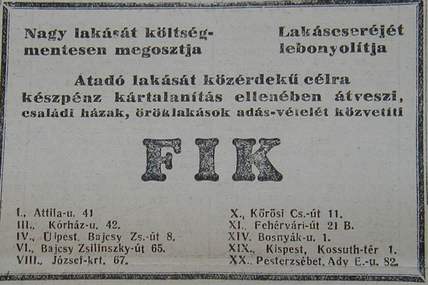 Nagy lakását költség-
mentesen megosztja
Lakáscseréjét
lebonyolítja
Átadó lakását közérdekű célra
készpénz kártalanítás ellenében átveszi,
családi házak, öröklakások adás-vételét közvetíti
FIK
I., Attila-u. 41
III., Kórház-u. 42.
IV., Újpest, Bajcsy Zs.-út 8.
VI., Bajcsy Zsilinszky-út 65.
VIII., József-krt. 67.
X., Kőrösi Cs.-út 11.
XI., Fehérvári-út 21 B.
XIV. Bosnyák-u. 1.
XIX., Kispest, Kossuth-tér 1.
XX., Pesterzsébet, Ady E.-u. 82.